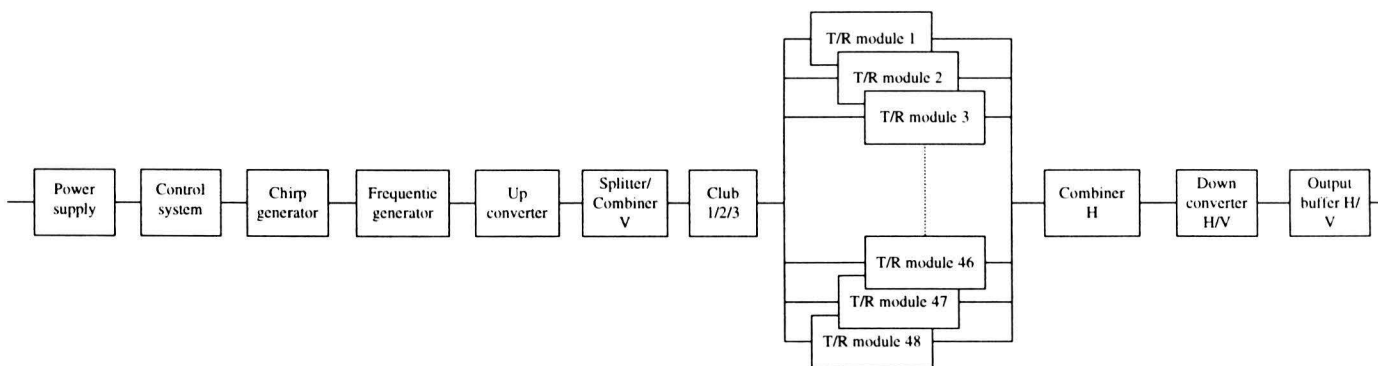 T/R module 1
T/R module 2
T/R module 3
Power
supply
Control
system
Chirp
generator
Frequentie
generator
Up
converter
Splitter/
Combiner
V
Club
1/2/3
Combiner
H
Down
converter
H/V
Output
buffer H/
V
T/R module 46
T/R module 47
T/R module 48